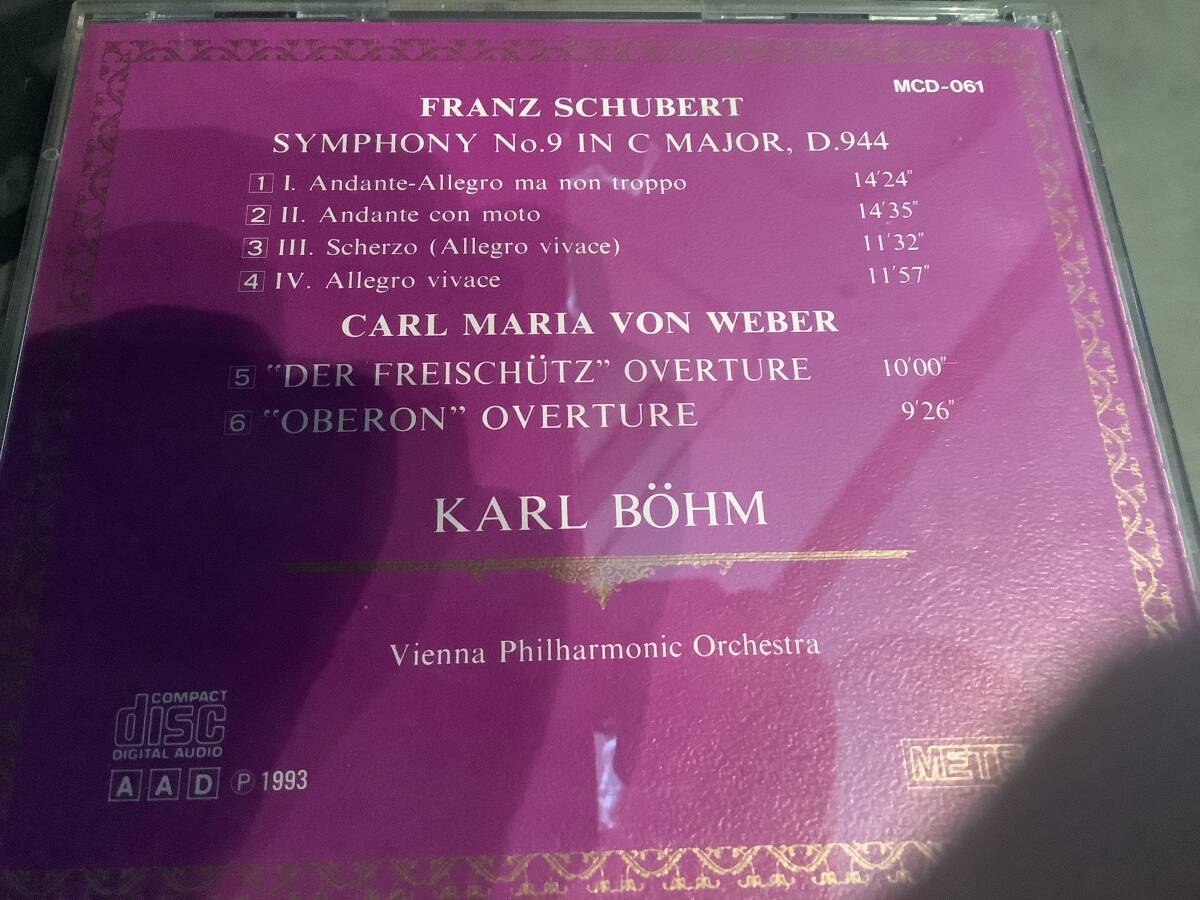 MCD-061
FRANZ SCHUBERT
SYMPHONY No.9 IN C MAJOR, D.944
1 I. Andante-Allegro ma non troppo 14'24"
2 II. Andante con moto 14'35"
3 III. Scherzo (Allegro vivace) 11'32"
4 IV. Allegro vivace 11'57"
CARL MARIA VON WEBER
5 "DER FREISCHÜTZ" OVERTURE 10'00"
6 "OBERON" OVERTURE 9'26"
KARL BÖHM
Vienna Philharmonic Orchestra
COMPACT
disc
DIGITAL AUDIO
A A D ℗ 1993